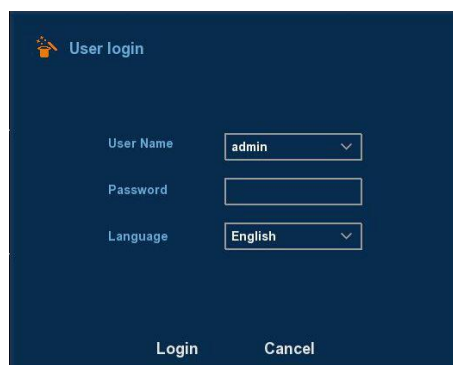 User login
User Name admin
Password
Language English
Login Cancel